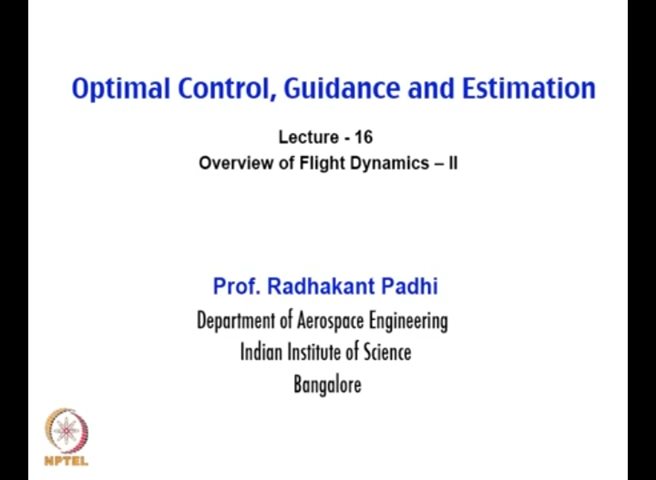 Optimal Control, Guidance and Estimation
Lecture - 16
Overview of Flight Dynamics – II
Prof. Radhakant Padhi
Department of Aerospace Engineering
Indian Institute of Science
Bangalore
NPTEL